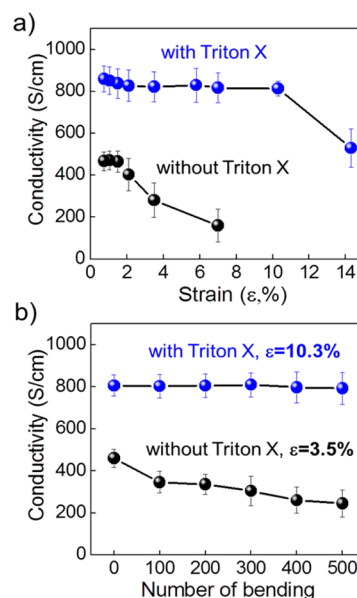 a)
1000
800
600
400
200
0
Conductivity (S/cm)
with Triton X
without Triton X
0 2 4 6 8 10 12 14
Strain (ε,%)
b)
1000
800
600
400
200
0
Conductivity (S/cm)
with Triton X, ε=10.3%
without Triton X, ε=3.5%
0 100 200 300 400 500
Number of bending